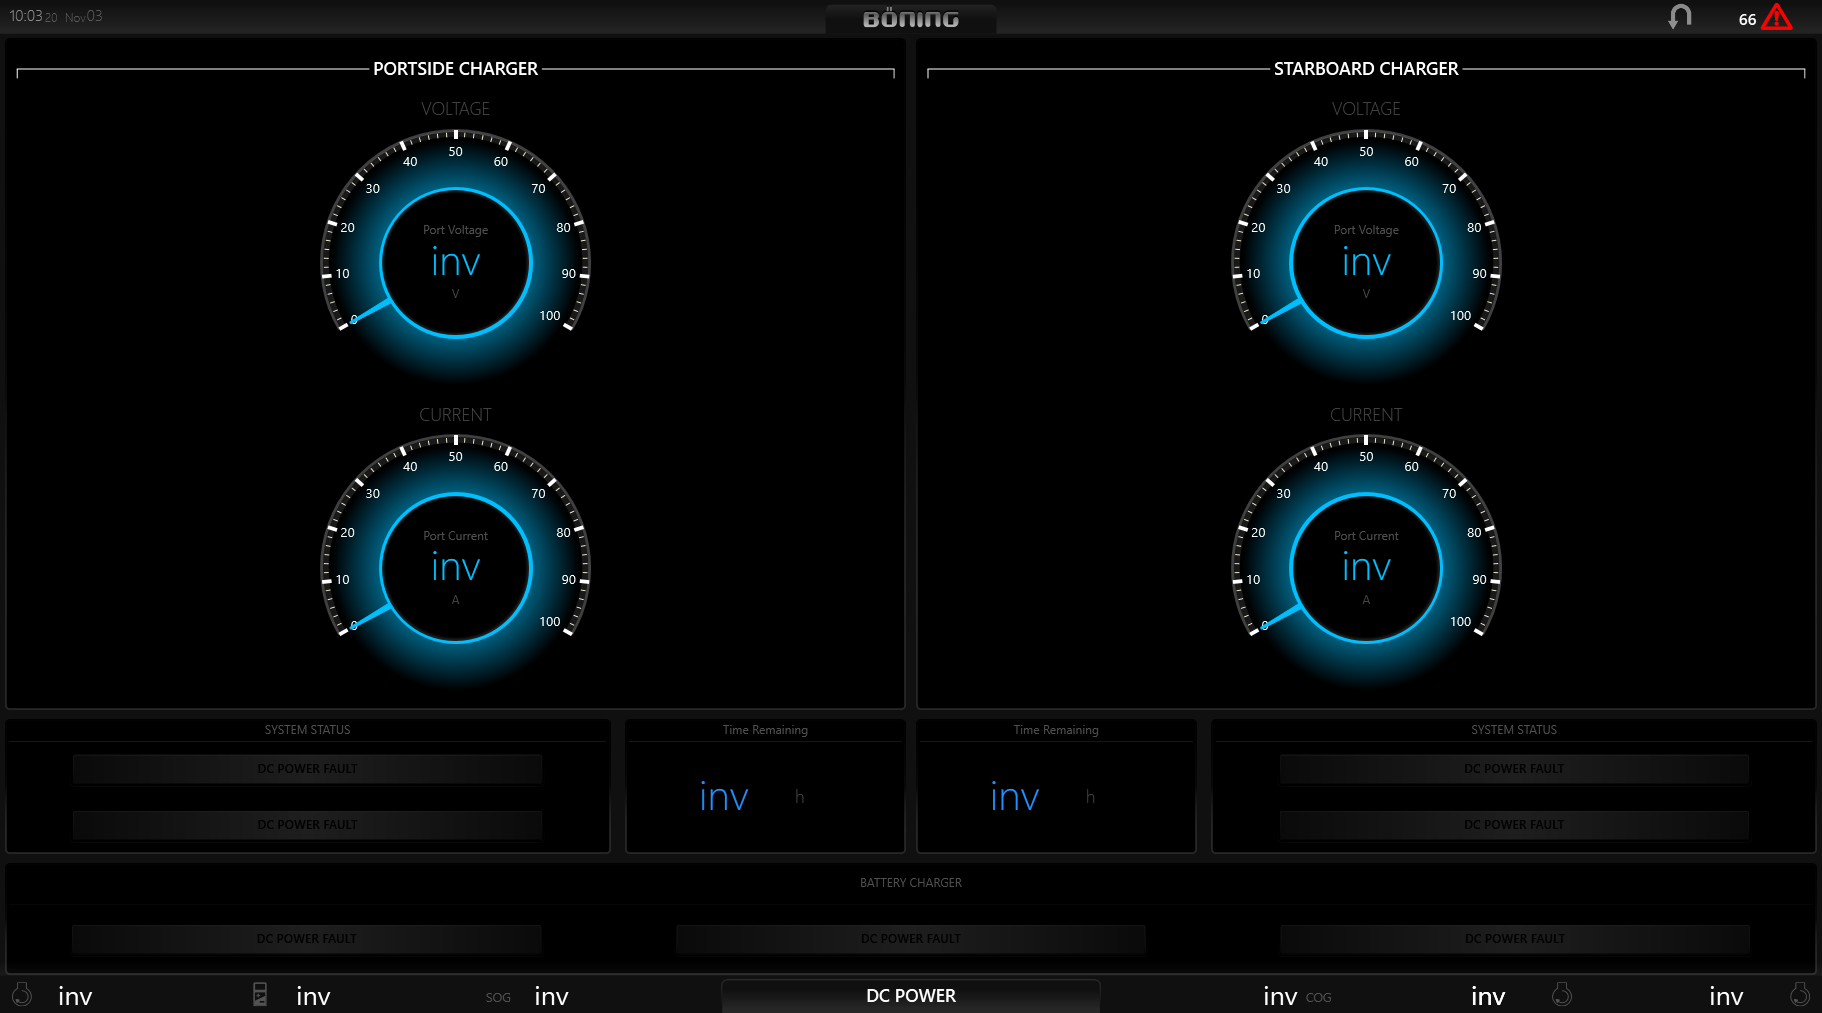 10:03 20 Nov 03
BÖNING
66
PORTSIDE CHARGER
VOLTAGE
0 10 20 30 40 50 60 70 80 90 100
Port Voltage
inv
V
CURRENT
0 10 20 30 40 50 60 70 80 90 100
Port Current
inv
A
STARBOARD CHARGER
VOLTAGE
0 10 20 30 40 50 60 70 80 90 100
Port Voltage
inv
V
CURRENT
0 10 20 30 40 50 60 70 80 90 100
Port Current
inv
A
SYSTEM STATUS
DC POWER FAULT
DC POWER FAULT
Time Remaining
inv h
Time Remaining
inv h
SYSTEM STATUS
DC POWER FAULT
DC POWER FAULT
BATTERY CHARGER
DC POWER FAULT DC POWER FAULT DC POWER FAULT
inv inv SOG inv DC POWER inv COG inv inv